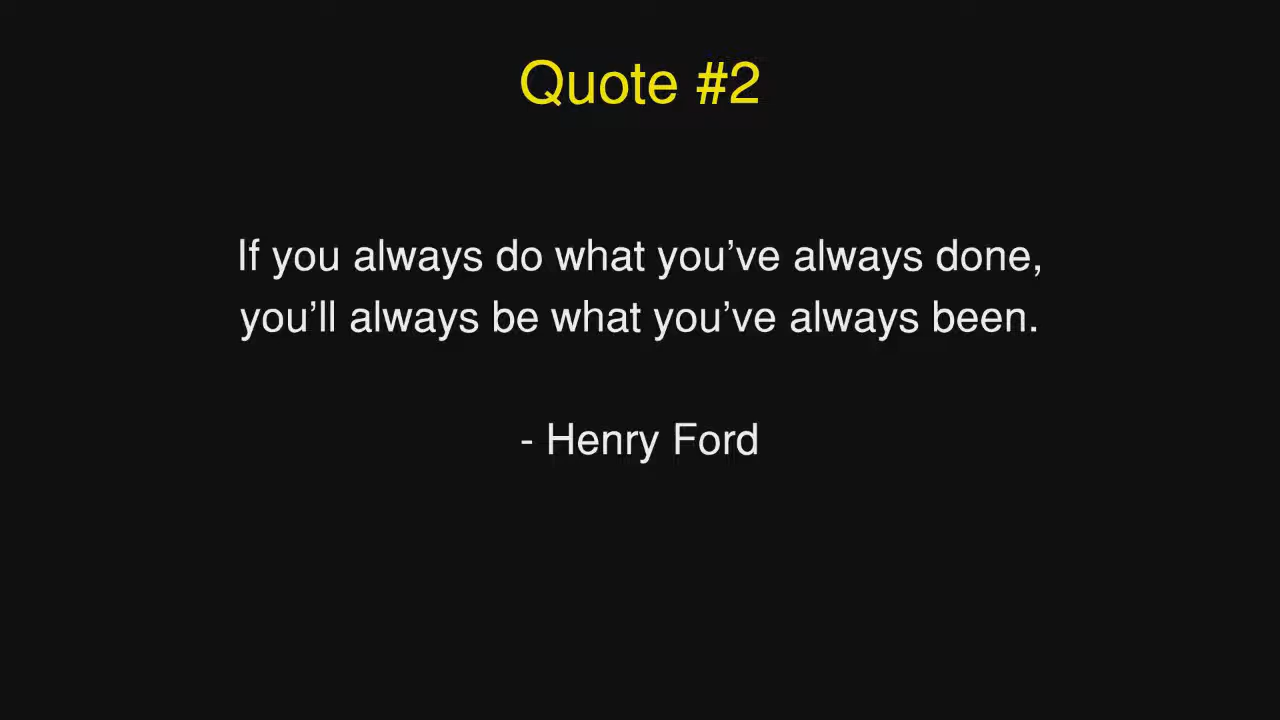 Quote #2
If you always do what you’ve always done,
you’ll always be what you’ve always been.
- Henry Ford